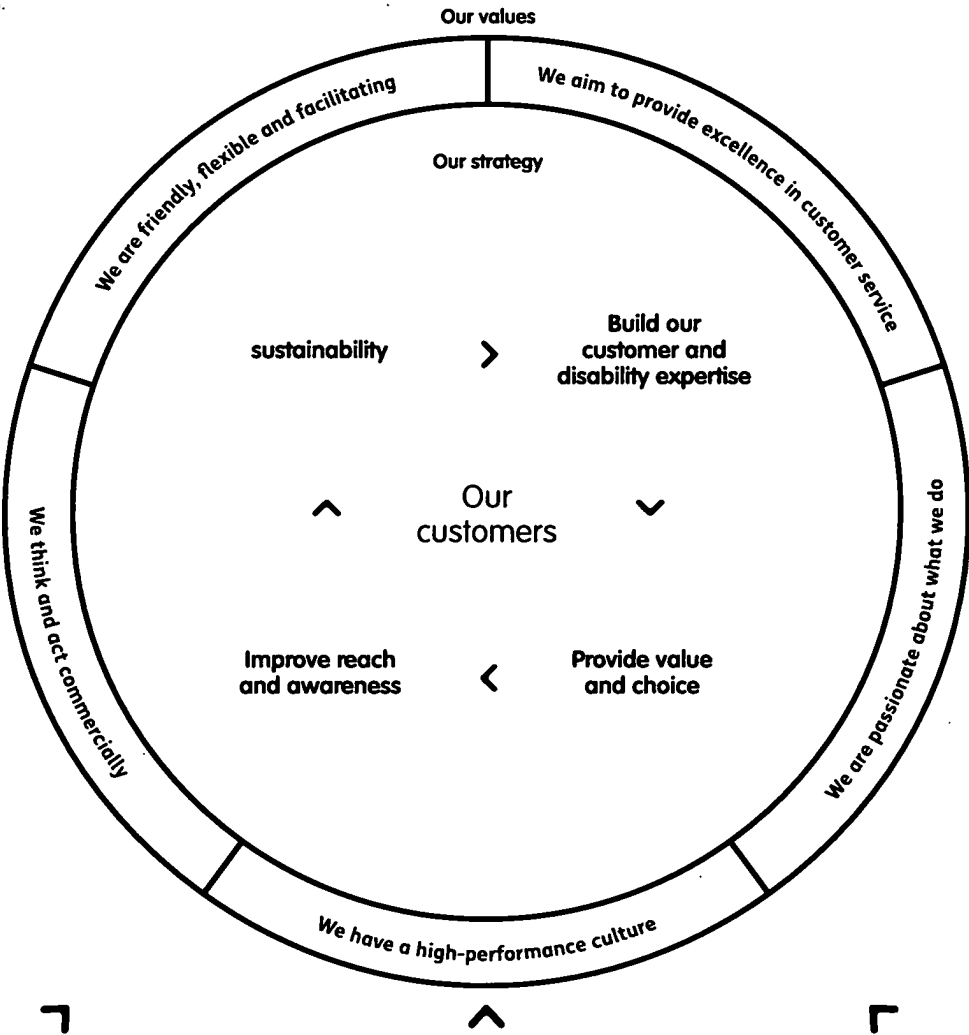 Our values
We are friendly, flexible and facilitating
We aim to provide excellence in customer service
Our strategy
sustainability
Build our
customer and
disability expertise
Our
customers
We think and act commercially
We are passionate about what we do
Improve reach
and awareness
Provide value
and choice
We have a high-performance culture